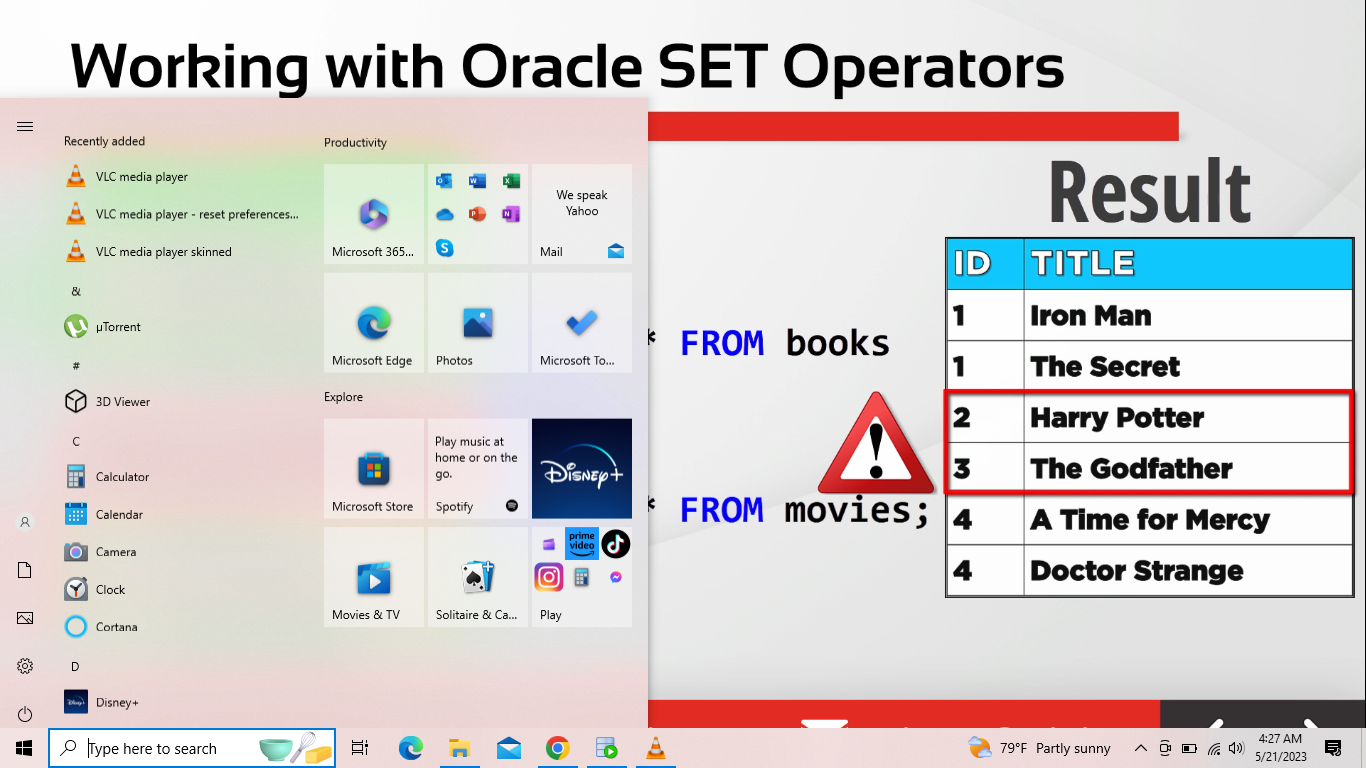 Working with Oracle SET Operators
Recently added
VLC media player
VLC media player - reset preferences...
VLC media player skinned
&
µTorrent
#
3D Viewer
C
Calculator
Calendar
Camera
Clock
Cortana
D
Disney+
Productivity
Microsoft 365...
We speak
Yahoo
Mail
Microsoft Edge
Photos
Microsoft To...
Explore
Microsoft Store
Play music at
home or on the
go.
Spotify
Disney+
Movies & TV
Solitaire & Ca...
prime
video
Play
* FROM books
* FROM movies;
Result
ID TITLE
1 Iron Man
1 The Secret
2 Harry Potter
3 The Godfather
4 A Time for Mercy
4 Doctor Strange
Type here to search
79°F Partly sunny
4:27 AM
5/21/2023